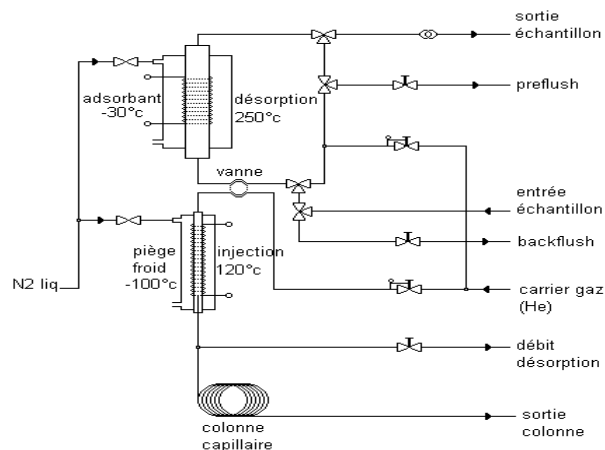 sortie
échantillon
preflush
adsorbant
-30°c
désorption
250°c
vanne
entrée
échantillon
backflush
piège
froid
-100°c
injection
120°c
N2 liq
carrier gaz
(He)
débit
désorption
colonne
capillaire
sortie
colonne